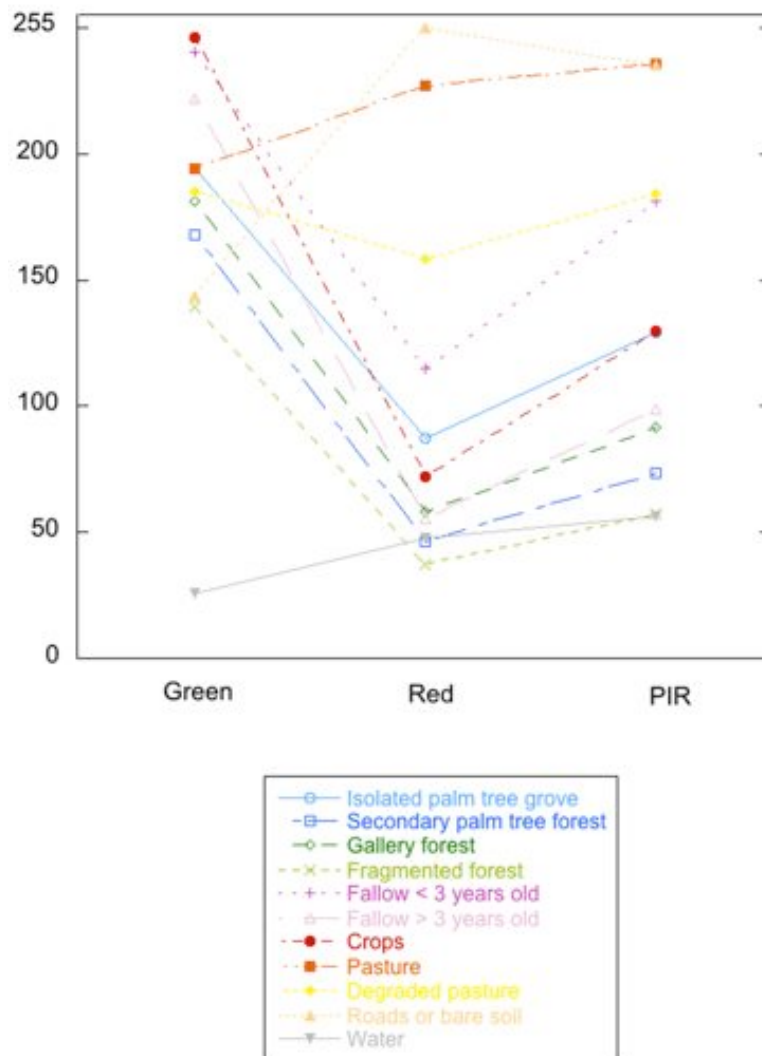 255
200
150
100
50
0
Green Red PIR
Isolated palm tree grove
Secondary palm tree forest
Gallery forest
Fragmented forest
Fallow < 3 years old
Fallow > 3 years old
Crops
Pasture
Degraded pasture
Roads or bare soil
Water